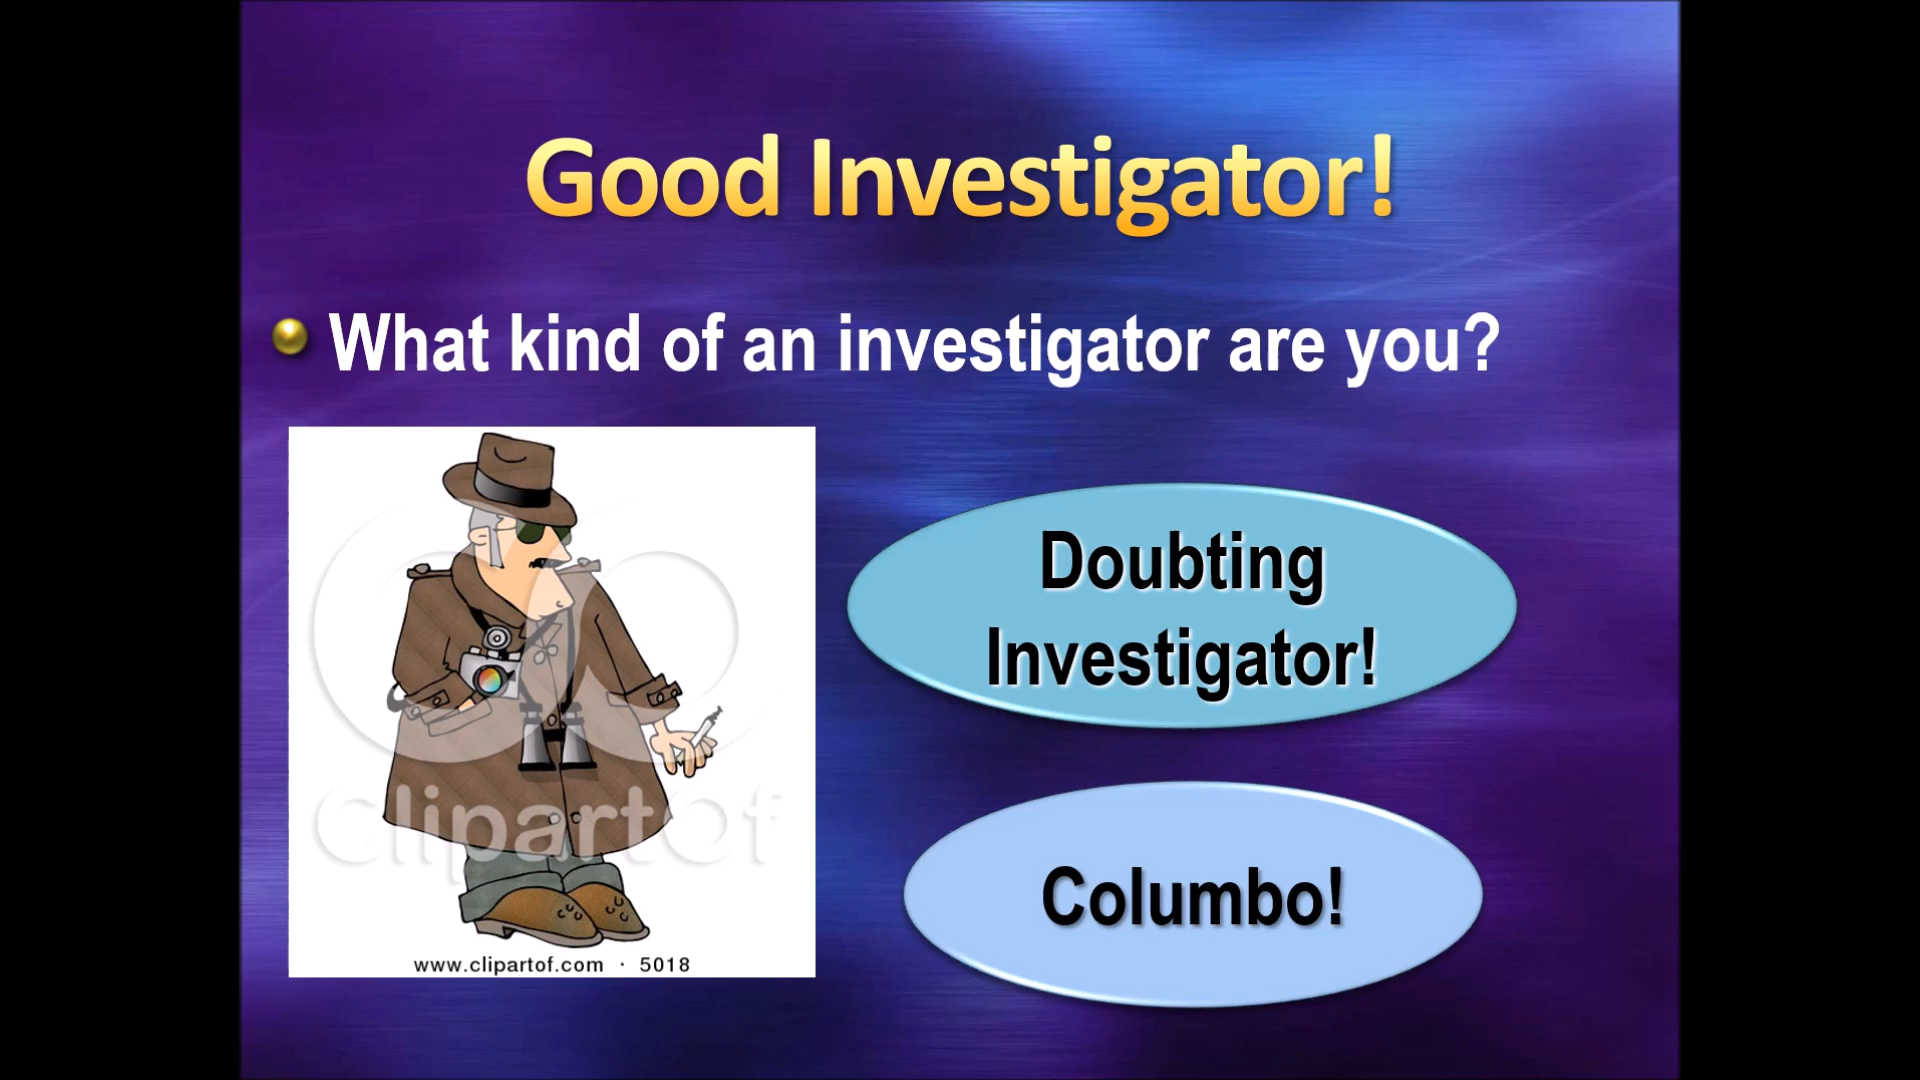 Good Investigator!
What kind of an investigator are you?
Doubting
Investigator!
Columbo!
ClipartOf
www.clipartof.com · 5018